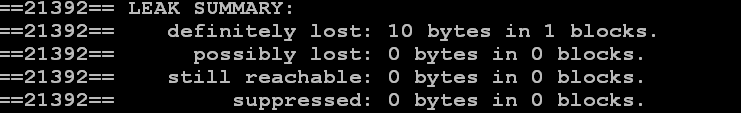 ==21392== LEAK SUMMARY:
==21392==    definitely lost: 10 bytes in 1 blocks.
==21392==      possibly lost: 0 bytes in 0 blocks.
==21392==    still reachable: 0 bytes in 0 blocks.
==21392==         suppressed: 0 bytes in 0 blocks.